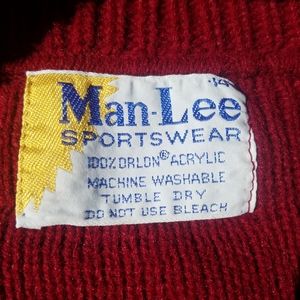 Man-Lee
SPORTSWEAR
100% ORLON® ACRYLIC
MACHINE WASHABLE
TUMBLE DRY
DO NOT USE BLEACH